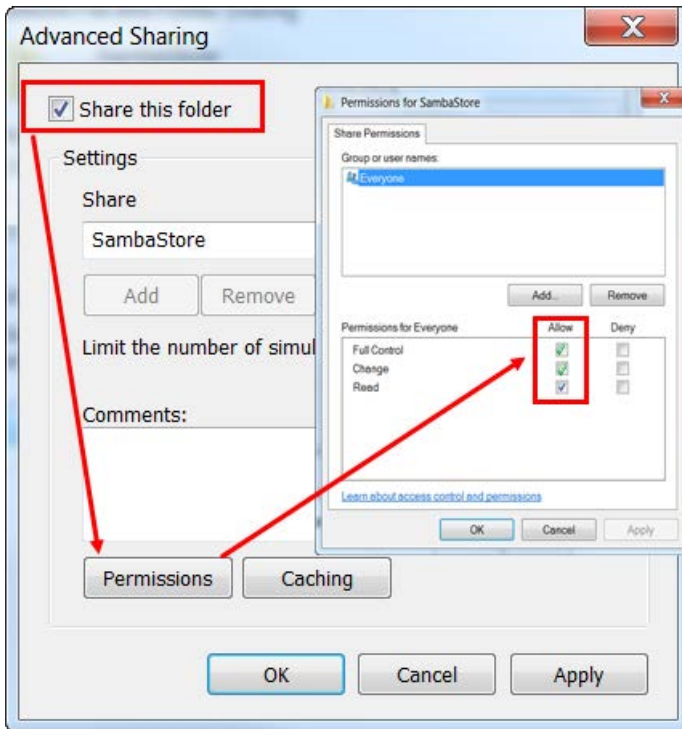 Advanced Sharing
Share this folder
Settings
Share
SambaStore
Add Remove
Limit the number of simul
Comments:
Permissions Caching
OK Cancel Apply
Permissions for SambaStore
Share Permissions
Group or user names:
Everyone
Add... Remove
Permissions for Everyone Allow Deny
Full Control
Change
Read
Learn about access control and permissions
OK Cancel Apply